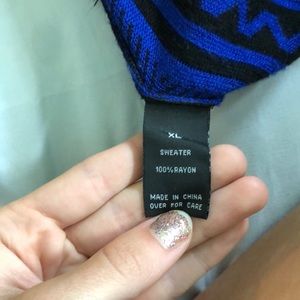 XL
SWEATER
100% RAYON
MADE IN CHINA
OVER FOR CARE